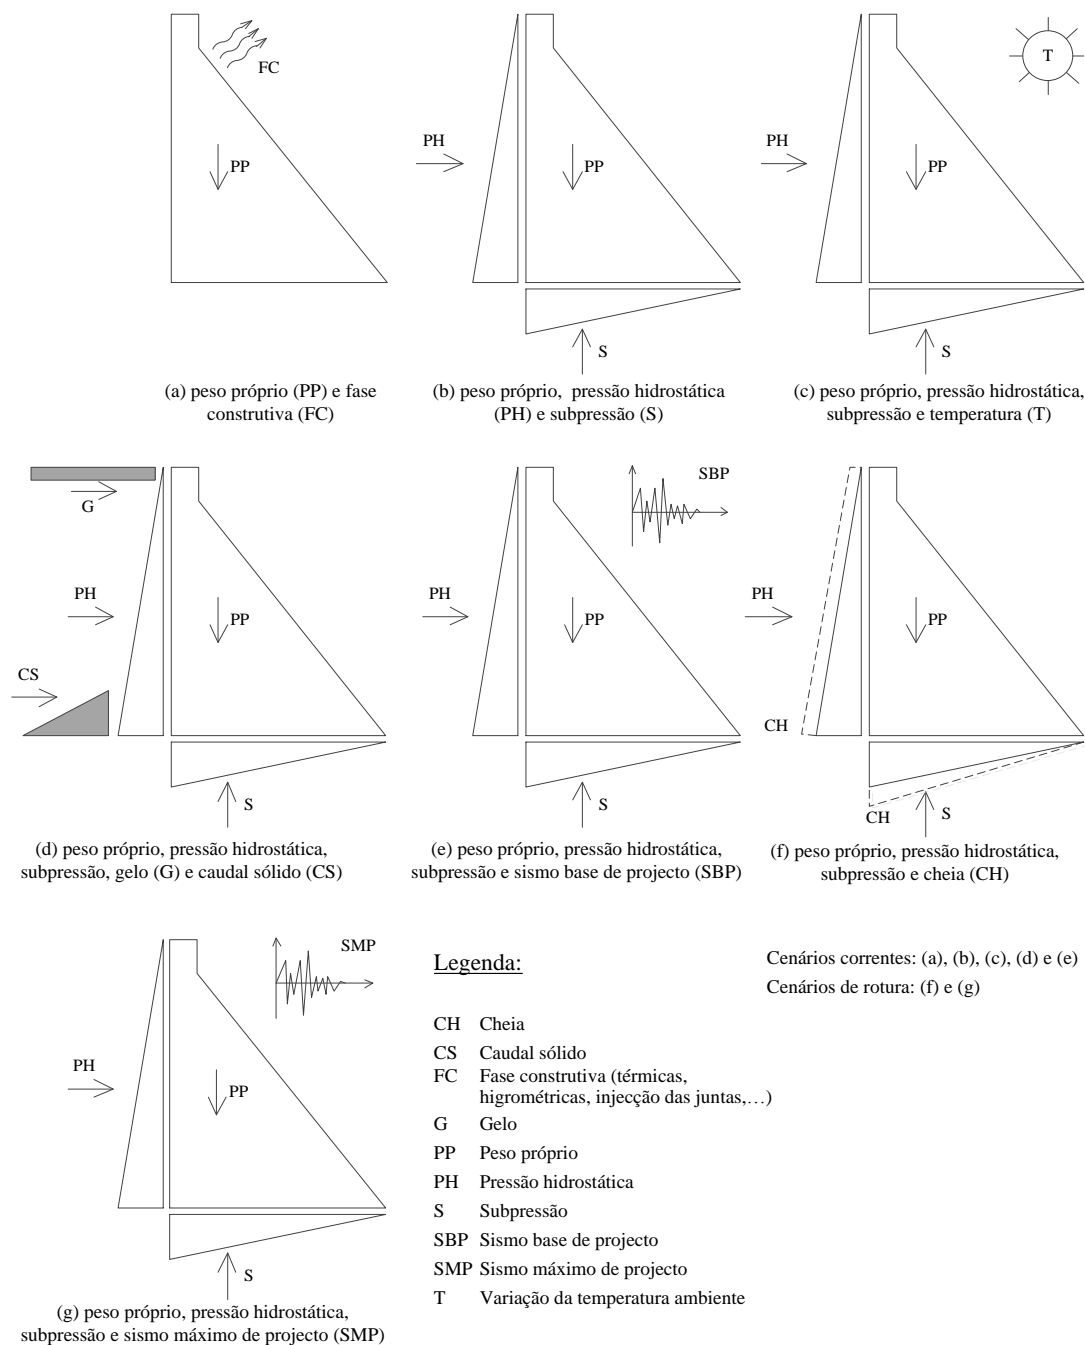 FC
PP
(a) peso próprio (PP) e fase
construtiva (FC)
PH
PP
S
(b) peso próprio, pressão hidrostática
(PH) e subpressão (S)
T
PH
PP
S
(c) peso próprio, pressão hidrostática,
subpressão e temperatura (T)
G
PH
PP
CS
S
(d) peso próprio, pressão hidrostática,
subpressão, gelo (G) e caudal sólido (CS)
SBP
PH
PP
S
(e) peso próprio, pressão hidrostática,
subpressão e sismo base de projecto (SBP)
PH
PP
CH
CH
S
(f) peso próprio, pressão hidrostática,
subpressão e cheia (CH)
SMP
PH
PP
S
(g) peso próprio, pressão hidrostática,
subpressão e sismo máximo de projecto (SMP)
Legenda:
CH Cheia
CS Caudal sólido
FC Fase construtiva (térmicas,
higrométricas, injecção das juntas,…)
G Gelo
PP Peso próprio
PH Pressão hidrostática
S Subpressão
SBP Sismo base de projecto
SMP Sismo máximo de projecto
T Variação da temperatura ambiente
Cenários correntes: (a), (b), (c), (d) e (e)
Cenários de rotura: (f) e (g)